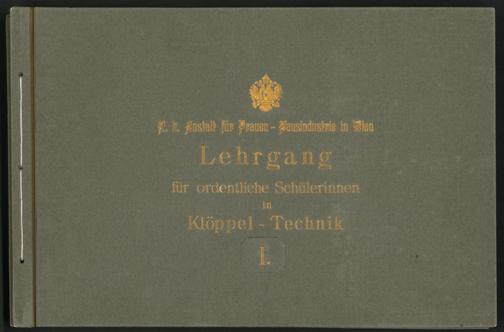 K. k. Anstalt für Frauen-Hausindustrie in Wien
Lehrgang
für ordentliche Schülerinnen
in
Klöppel-Technik
I.